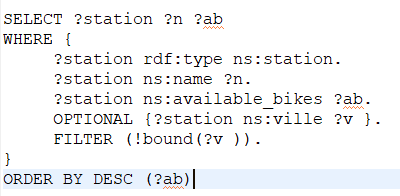 SELECT ?station ?n ?ab
WHERE {
?station rdf:type ns:station.
?station ns:name ?n.
?station ns:available_bikes ?ab.
OPTIONAL {?station ns:ville ?v }.
FILTER (!bound(?v )).
}
ORDER BY DESC (?ab)